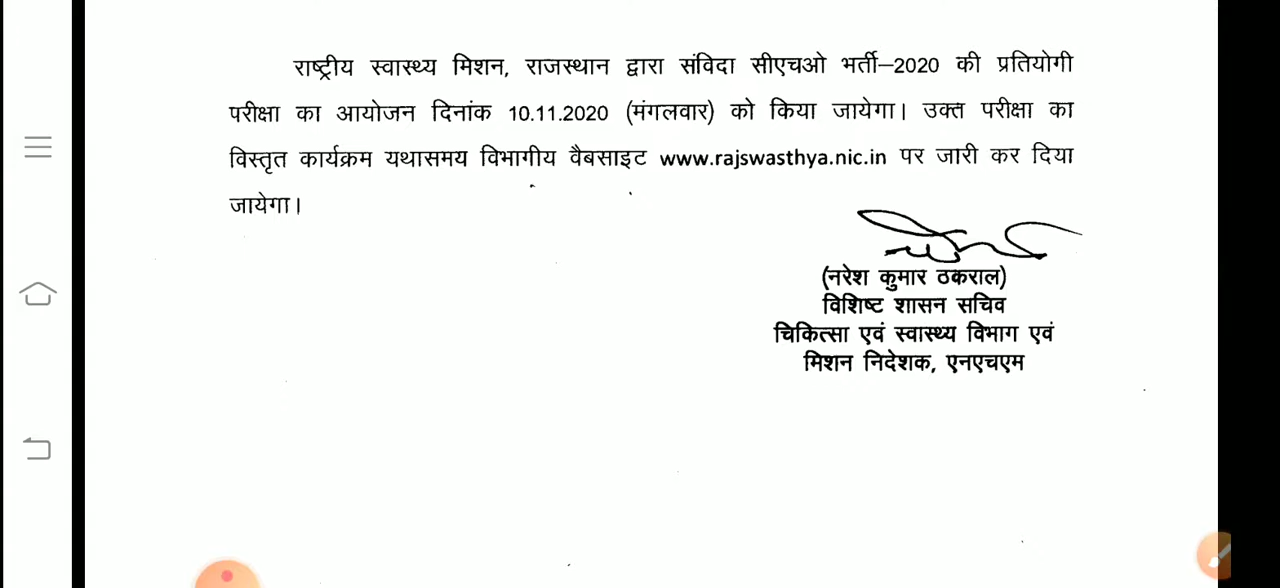 राष्ट्रीय स्वास्थ्य मिशन, राजस्थान द्वारा संविदा सीएचओ भर्ती–2020 की प्रतियोगी
परीक्षा का आयोजन दिनांक 10.11.2020 (मंगलवार) को किया जायेगा। उक्त परीक्षा का
विस्तृत कार्यक्रम यथासमय विभागीय वैबसाइट www.rajswasthya.nic.in पर जारी कर दिया
जायेगा।
(नरेश कुमार ठकराल)
विशिष्ट शासन सचिव
चिकित्सा एवं स्वास्थ्य विभाग एवं
मिशन निदेशक, एनएचएम